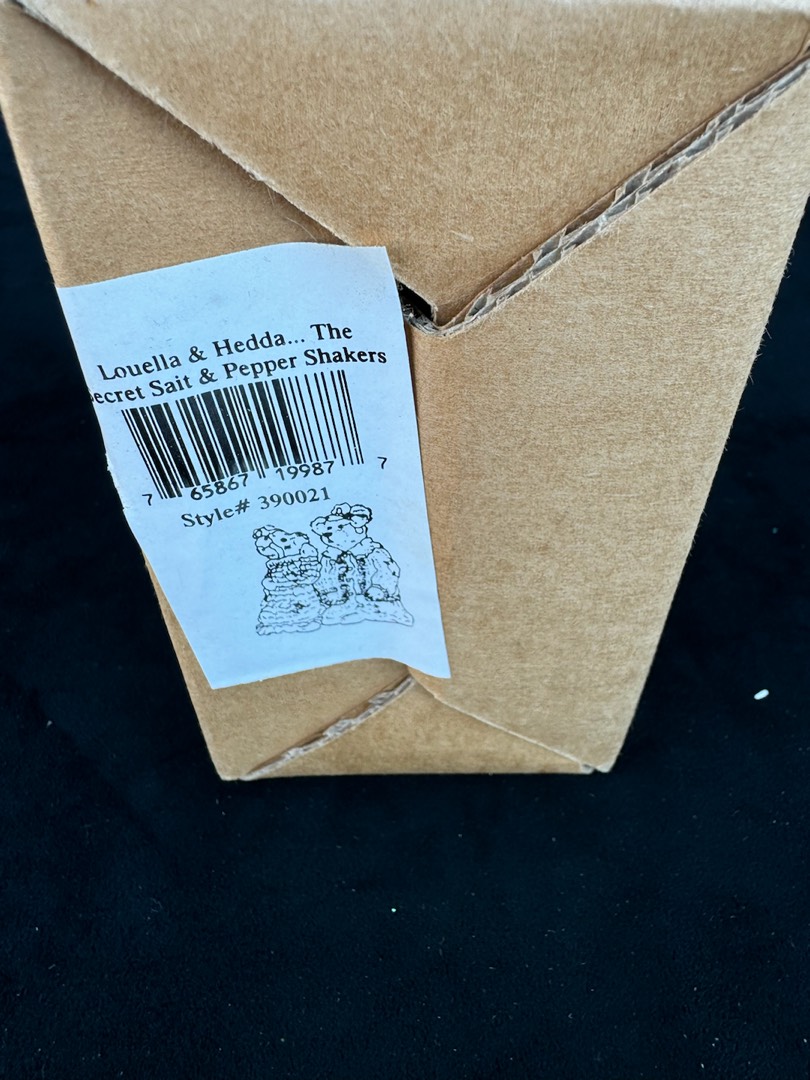 Louella & Hedda... The
ecret Sait & Pepper Shakers
7 65867 19987 7
Style# 390021